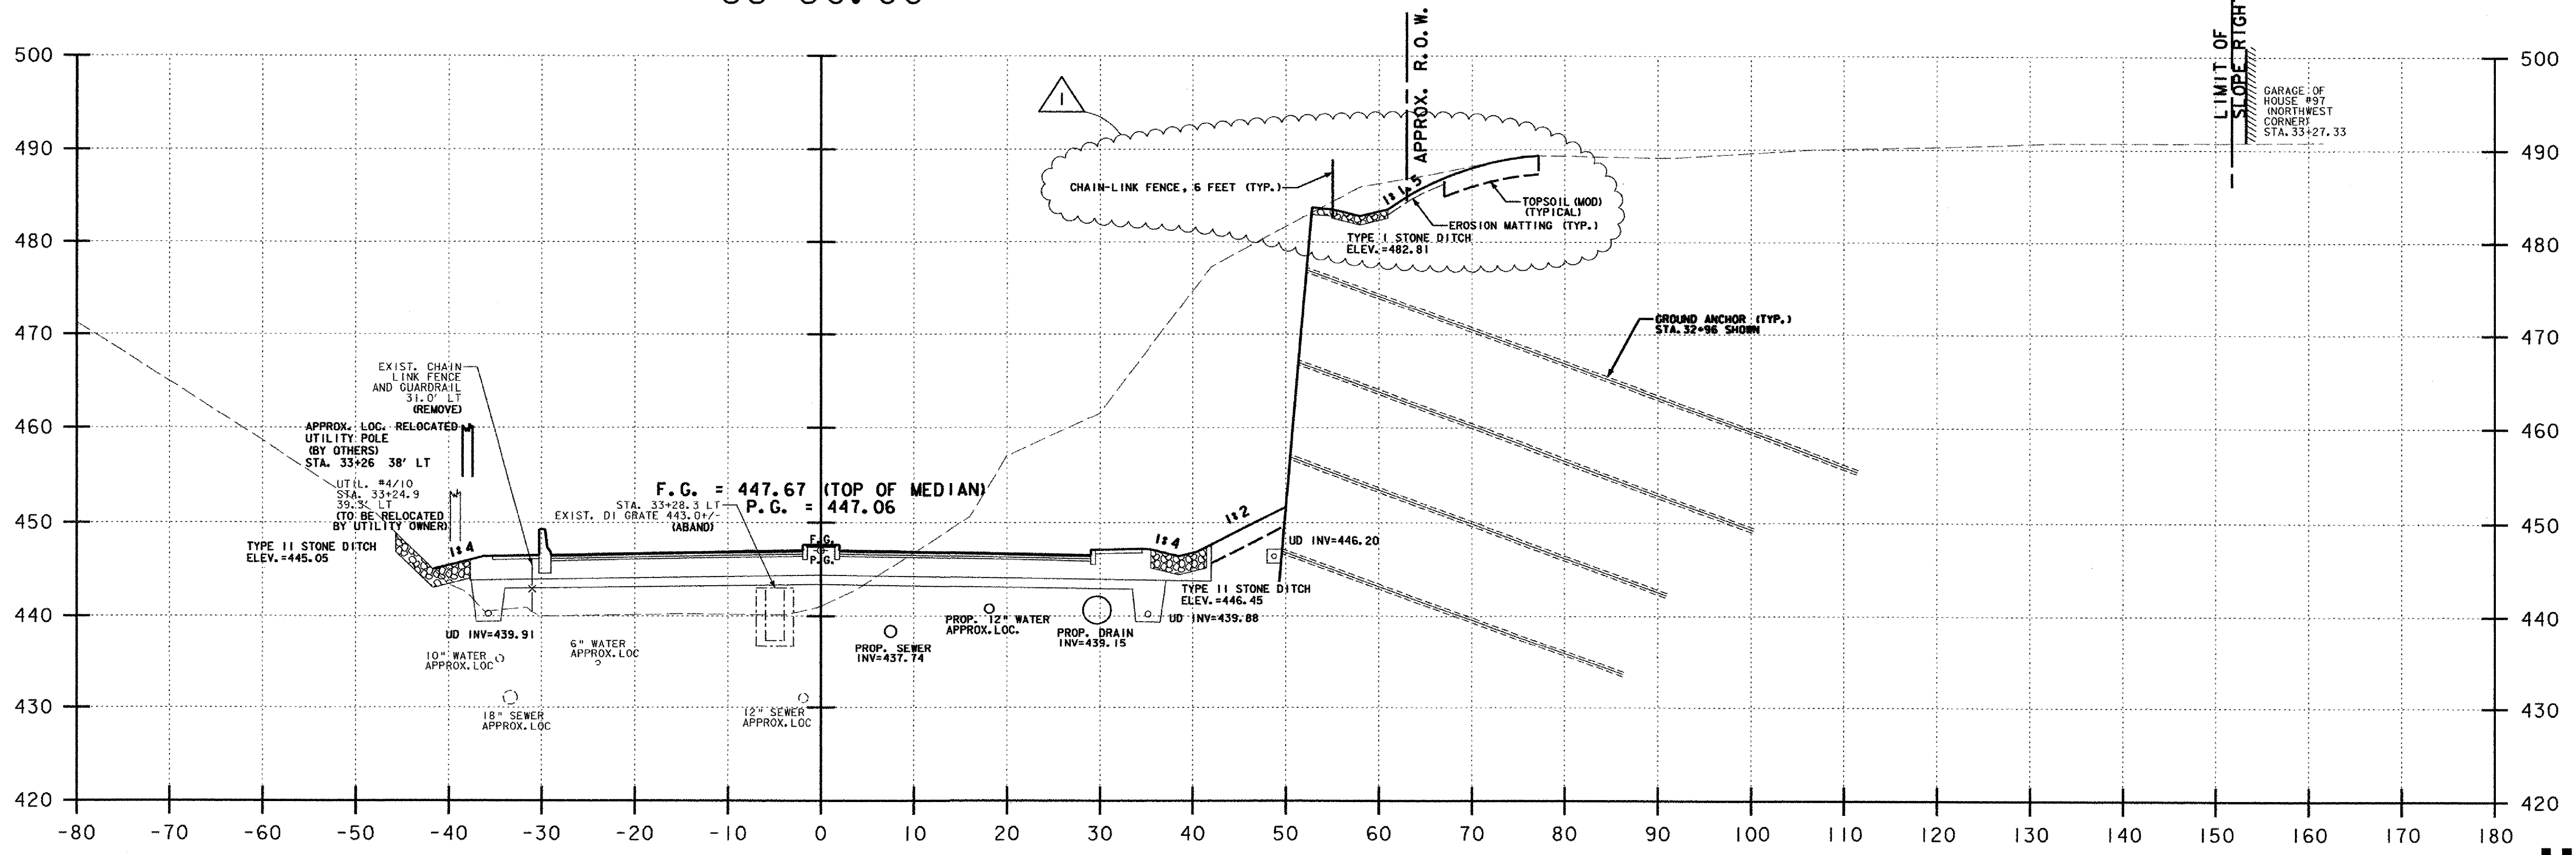 500
490
480
470
460
450
440
430
420
500
490
480
470
460
450
440
430
420
-80 -70 -60 -50 -40 -30 -20 -10 0 10 20 30 40 50 60 70 80 90 100 110 120 130 140 150 160 170 180
1
APPROX. R.O.W.
LIMIT OF
SLOPE RIGH
GARAGE OF
HOUSE #97
(NORTHWEST
CORNER)
STA.33+27.33
CHAIN-LINK FENCE, 6 FEET (TYP.)
1:1.5
TOPSOIL (MOD)
(TYPICAL)
EROSION MATTING (TYP.)
TYPE I STONE DITCH
ELEV.=482.81
GROUND ANCHOR (TYP.)
STA.32+96 SHOWN
EXIST. CHAIN
LINK FENCE
AND GUARDRAIL
31.0' LT
(REMOVE)
APPROX. LOC. RELOCATED
UTILITY POLE
(BY OTHERS)
STA. 33+26 38' LT
UTIL. #4/10
STA. 33+24.9
39.3' LT
(TO BE RELOCATED
BY UTILITY OWNER)
TYPE II STONE DITCH
ELEV.=445.05
1:4
F.G. = 447.67 (TOP OF MEDIAN)
P.G. = 447.06
STA. 33+28.3 LT
EXIST. DI GRATE 443.0+/-
(ABAND)
F.G.
P.G.
1:4
1:2
UD INV=446.20
TYPE II STONE DITCH
ELEV.=446.45
UD INV=439.88
UD INV=439.91
10" WATER
APPROX.LOC
6" WATER
APPROX.LOC
18" SEWER
APPROX.LOC
12" SEWER
APPROX.LOC
PROP. SEWER
INV=437.74
PROP. 12" WATER
APPROX.LOC.
PROP. DRAIN
INV=439.15